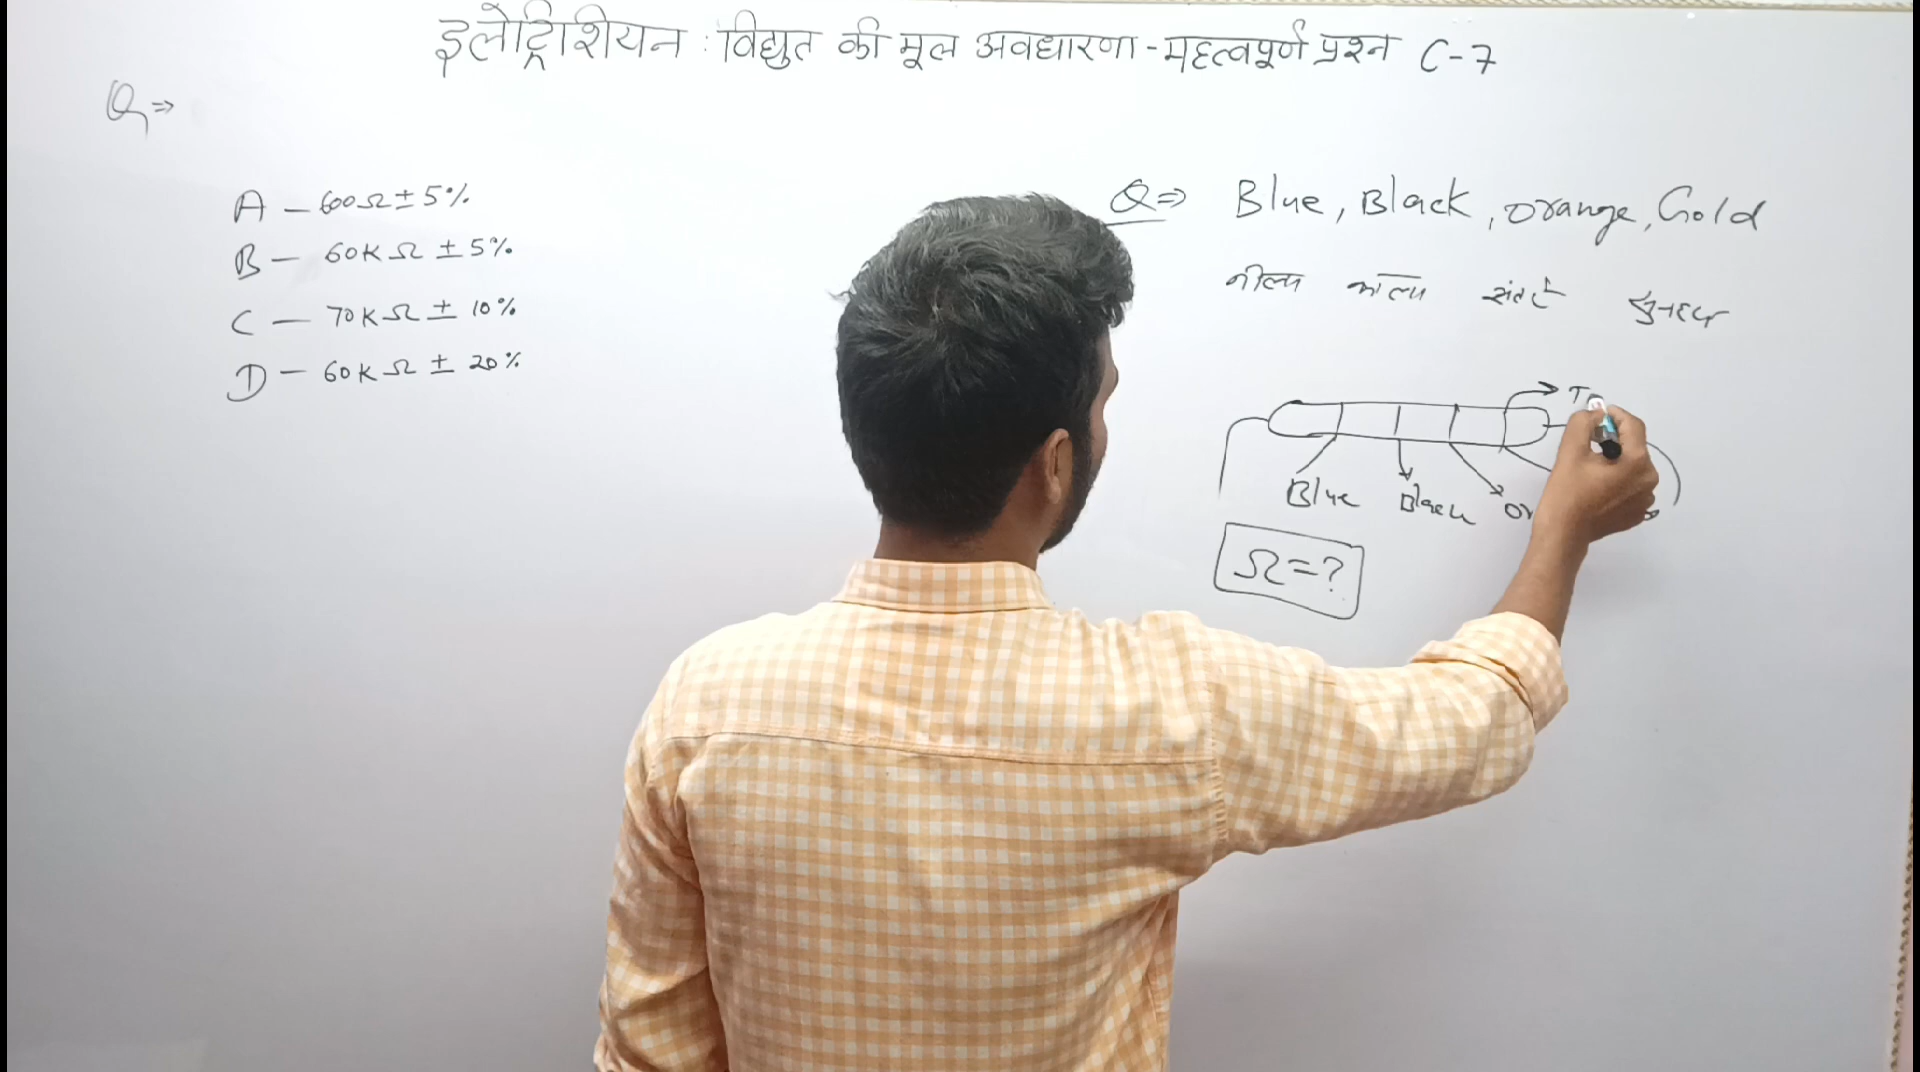 इलेट्रिशियन : विद्युत की मूल अवधारणा - महत्वपूर्ण प्रश्न C-7
Q⇒
A — 600Ω ± 5%
B — 60KΩ ± 5%
C — 70KΩ ± 10%
D — 60KΩ ± 20%
Q⇒ Blue, Black, orange, Gold
नीला काला संतरे
Blue Black or
Ω=?